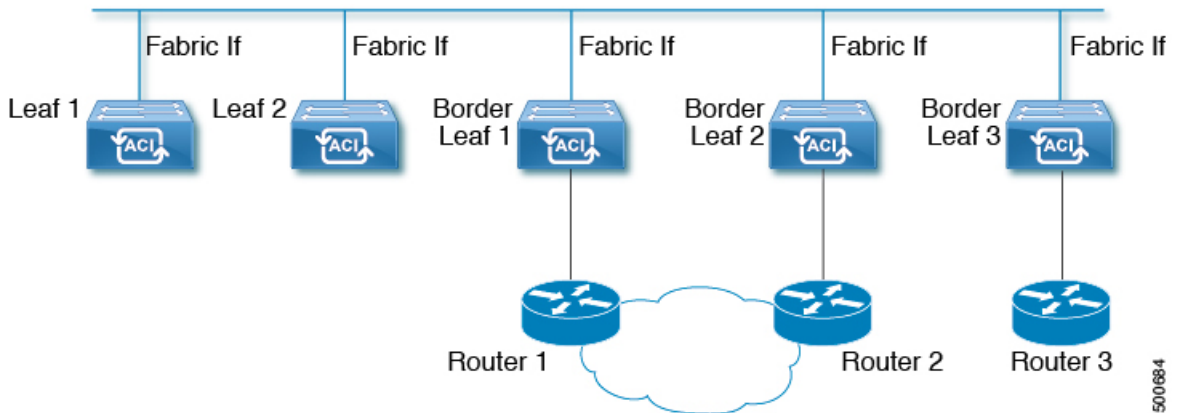 Fabric If
Fabric If
Fabric If
Fabric If
Fabric If
Leaf 1
Leaf 2
Border
Leaf 1
Border
Leaf 2
Border
Leaf 3
ACI
ACI
ACI
ACI
ACI
Router 1
Router 2
Router 3
500684